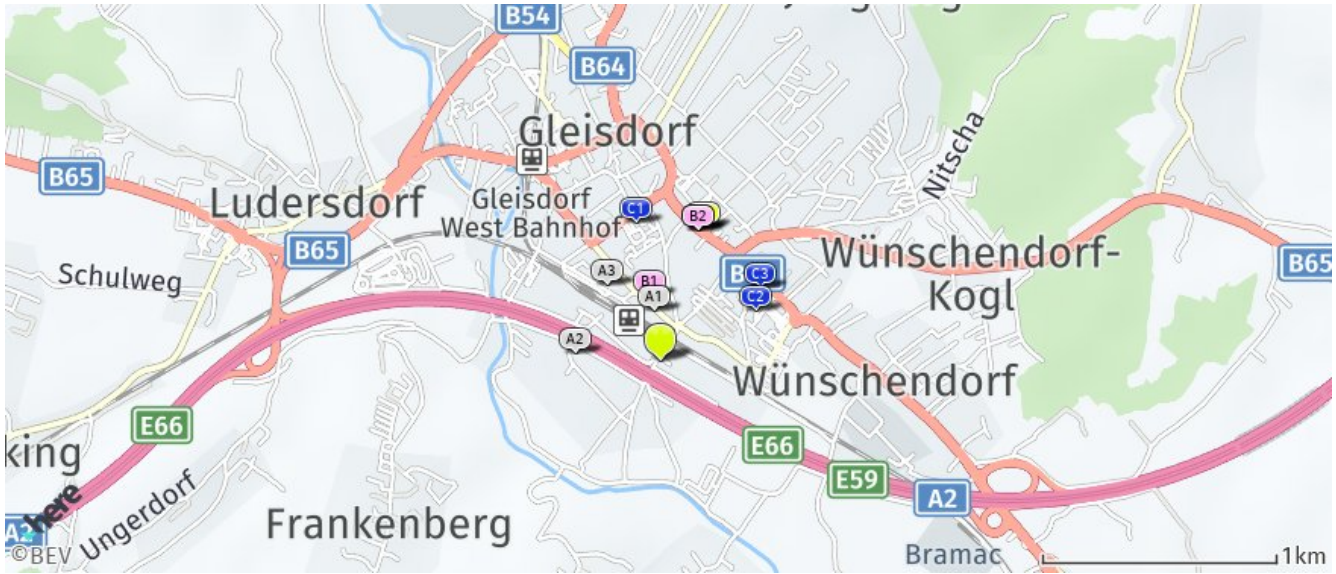 B54
B64
Gleisdorf
B65
Nitscha
Ludersdorf
Gleisdorf
West Bahnhof
C1
B2
B65
Wünschendorf-
Kogl
B65
Schulweg
A3
B1
A1
C3
C2
A2
Wünschendorf
E66
E66
E59
A2
king
here
A2
Ungerdorf
Frankenberg
©BEV
Bramac
1km